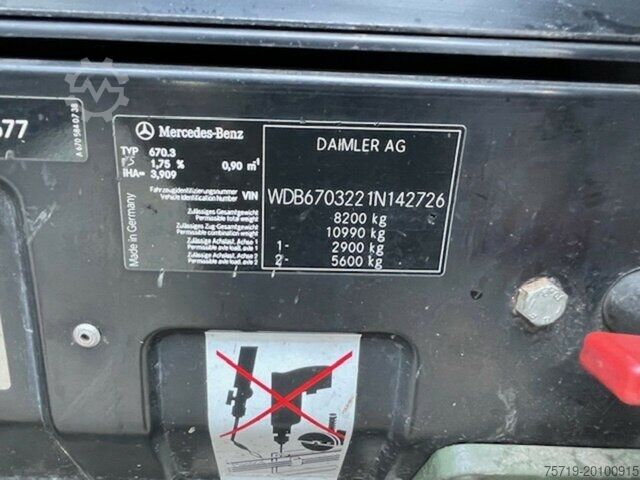 677
A 670 584 07 38
Mercedes-Benz
TYP 670.3
1,75 % 0,90 m⁻¹
iHA= 3,909
Fahrzeugidentifizierungsnummer
Vehicle Identification Number VIN
Zulässiges Gesamtgewicht
Permissible total weight
Zulässiges Zug-Gesamtgewicht
Permissible combination weight
Zulässige Achslast, Achse 1
Permissible axle load, axle 1
Zulässige Achslast, Achse 2
Permissible axle load, axle 2
Made in Germany
DAIMLER AG
WDB6703221N142726
8200 kg
10990 kg
1- 2900 kg
2- 5600 kg
75719-20100915